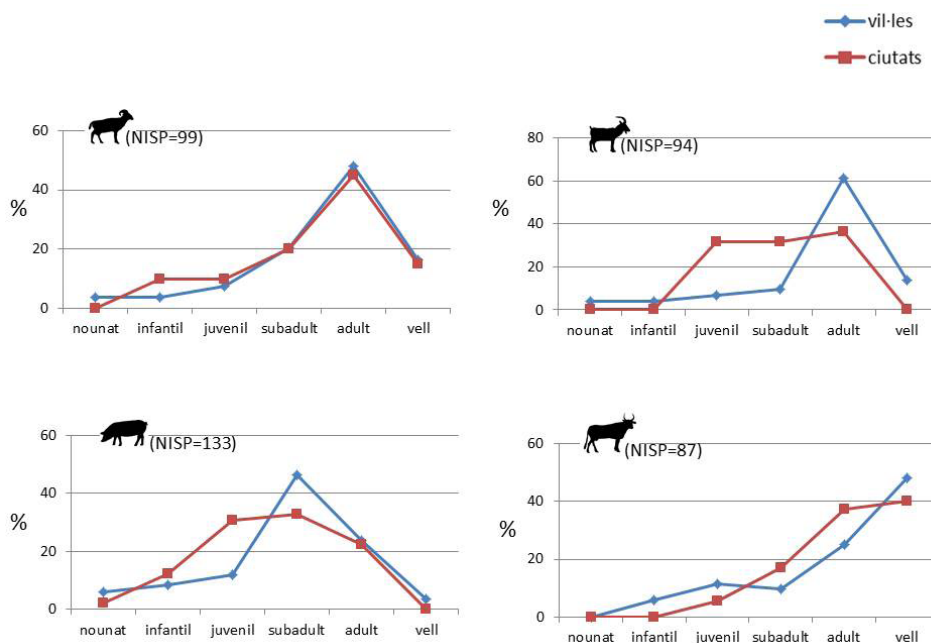 vil·les
ciutats
(NISP=99)
60
40
20
0
%
nounat infantil juvenil subadult adult vell
(NISP=94)
80
60
40
20
0
%
nounat infantil juvenil subadult adult vell
(NISP=133)
60
40
20
0
%
nounat infantil juvenil subadult adult vell
(NISP=87)
60
40
20
0
%
nounat infantil juvenil subadult adult vell